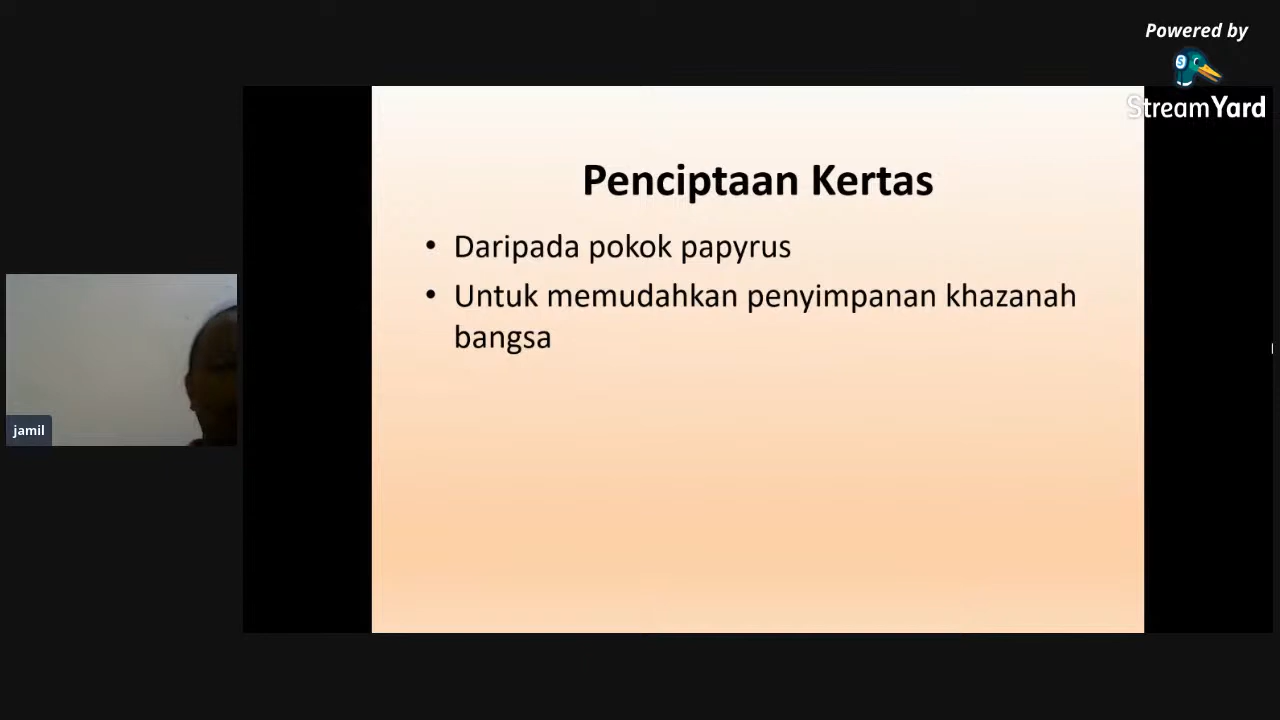 Powered by
StreamYard
Penciptaan Kertas
• Daripada pokok papyrus
• Untuk memudahkan penyimpanan khazanah
bangsa
jamil